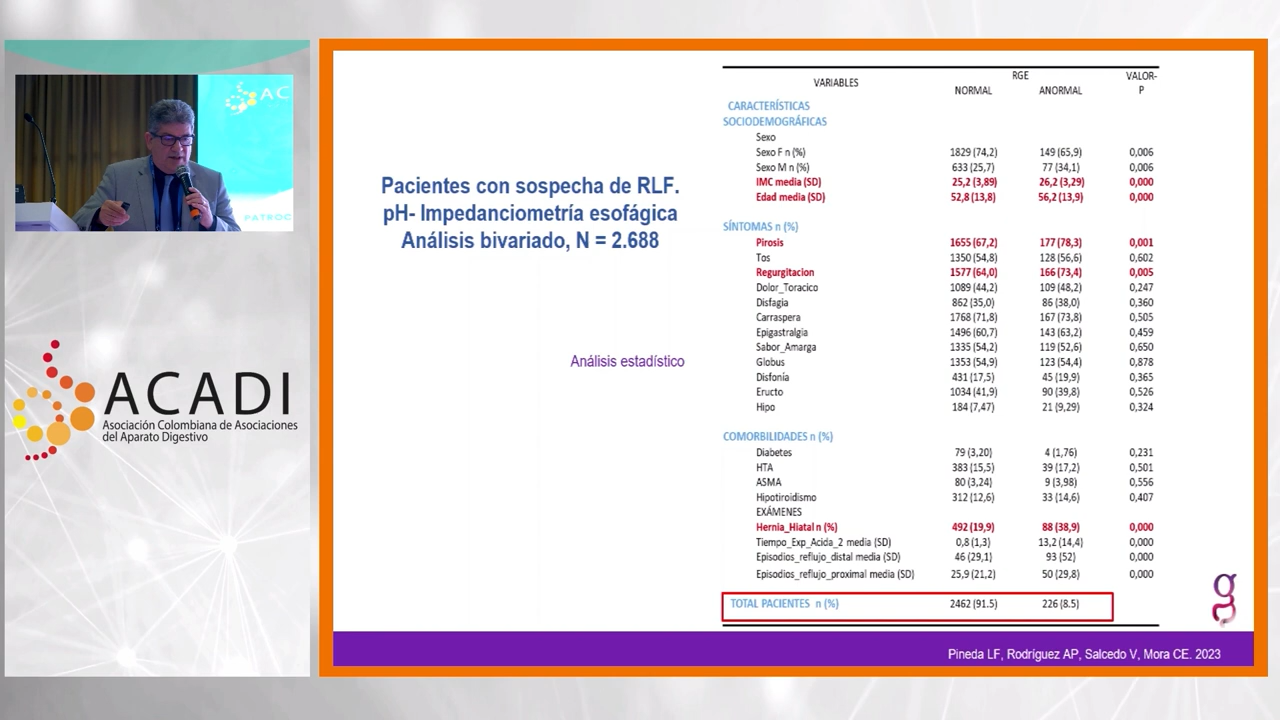 AC
PATROC
ACADI
Asociación Colombiana de Asociaciones
del Aparato Digestivo
Pacientes con sospecha de RLF.
pH- Impedanciometría esofágica
Análisis bivariado, N = 2.688
Análisis estadístico
VARIABLES RGE VALOR-
NORMAL ANORMAL P
CARACTERÍSTICAS
SOCIODEMOGRÁFICAS
Sexo
Sexo F n (%) 1829 (74,2) 149 (65,9) 0,006
Sexo M n (%) 633 (25,7) 77 (34,1) 0,006
IMC media (SD) 25,2 (3,89) 26,2 (3,29) 0,000
Edad media (SD) 52,8 (13,8) 56,2 (13,9) 0,000
SÍNTOMAS n (%)
Pirosis 1655 (67,2) 177 (78,3) 0,001
Tos 1350 (54,8) 128 (56,6) 0,602
Regurgitacion 1577 (64,0) 166 (73,4) 0,005
Dolor_Toracico 1089 (44,2) 109 (48,2) 0,247
Disfagia 862 (35,0) 86 (38,0) 0,360
Carraspera 1768 (71,8) 167 (73,8) 0,505
Epigastralgia 1496 (60,7) 143 (63,2) 0,459
Sabor_Amarga 1335 (54,2) 119 (52,6) 0,650
Globus 1353 (54,9) 123 (54,4) 0,878
Disfonía 431 (17,5) 45 (19,9) 0,365
Eructo 1034 (41,9) 90 (39,8) 0,526
Hipo 184 (7,47) 21 (9,29) 0,324
COMORBILIDADES n (%)
Diabetes 79 (3,20) 4 (1,76) 0,231
HTA 383 (15,5) 39 (17,2) 0,501
ASMA 80 (3,24) 9 (3,98) 0,556
Hipotiroidismo 312 (12,6) 33 (14,6) 0,407
EXÁMENES
Hernia_Hiatal n (%) 492 (19,9) 88 (38,9) 0,000
Tiempo_Exp_Acida_2 media (SD) 0,8 (1,3) 13,2 (14,4) 0,000
Episodios_reflujo_distal media (SD) 46 (29,1) 93 (52) 0,000
Episodios_reflujo_proximal media (SD) 25,9 (21,2) 50 (29,8) 0,000
TOTAL PACIENTES n (%) 2462 (91.5) 226 (8.5)
Pineda LF, Rodríguez AP, Salcedo V, Mora CE. 2023